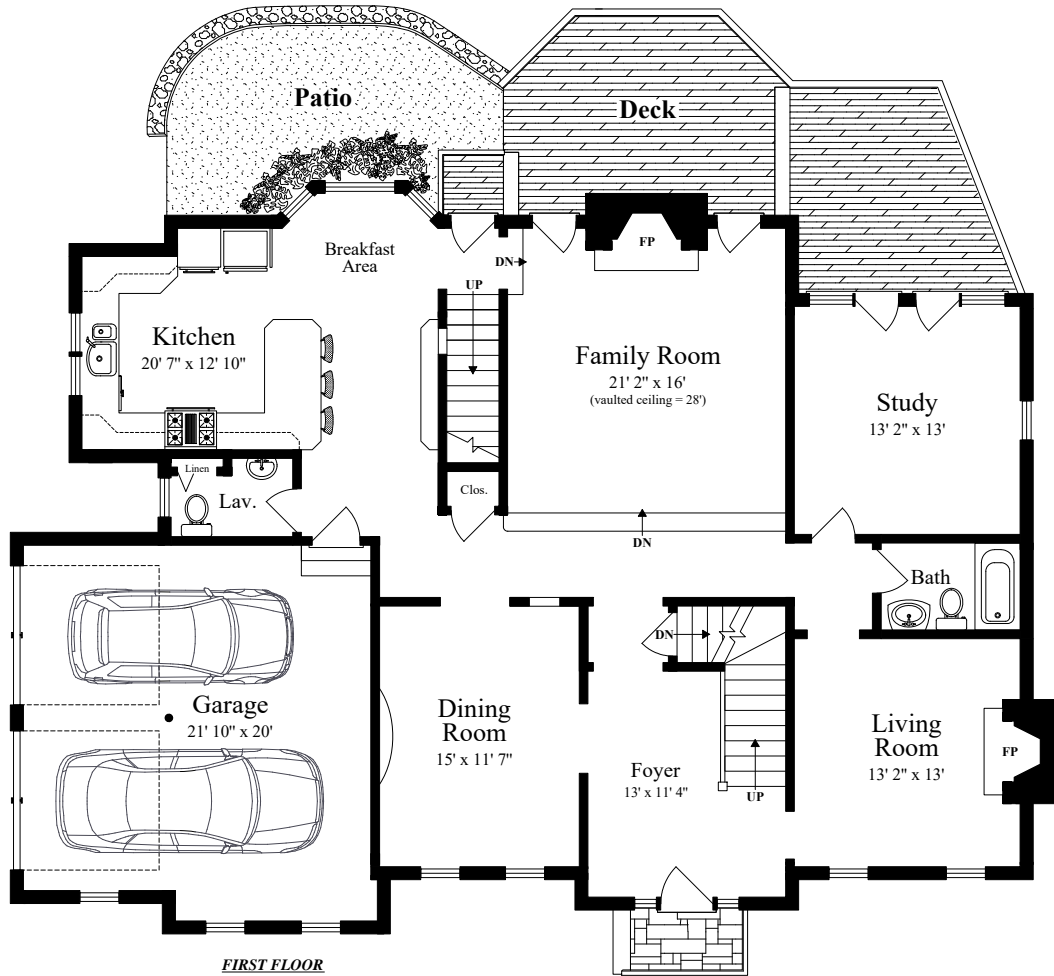 Patio
Deck
Breakfast
Area
FP
DN
UP
Kitchen
20' 7" x 12' 10"
Family Room
21' 2" x 16'
(vaulted ceiling = 28')
Study
13' 2" x 13'
Linen
Lav.
Clos.
DN
Bath
DN
Garage
21' 10" x 20'
Dining
Room
15' x 11' 7"
Foyer
13' x 11' 4"
UP
Living
Room
13' 2" x 13'
FP
FIRST FLOOR